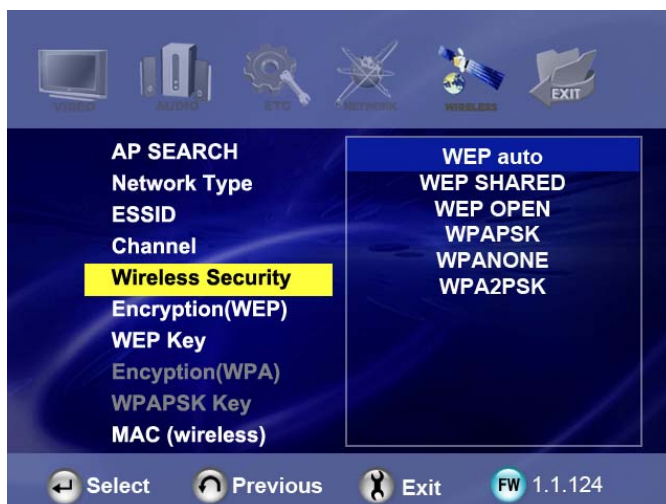 VIDEO AUDIO ETC NETWORK WIRELESS EXIT
AP SEARCH
Network Type
ESSID
Channel
Wireless Security
Encryption(WEP)
WEP Key
Encyption(WPA)
WPAPSK Key
MAC (wireless)
WEP auto
WEP SHARED
WEP OPEN
WPAPSK
WPANONE
WPA2PSK
Select Previous Exit FW 1.1.124